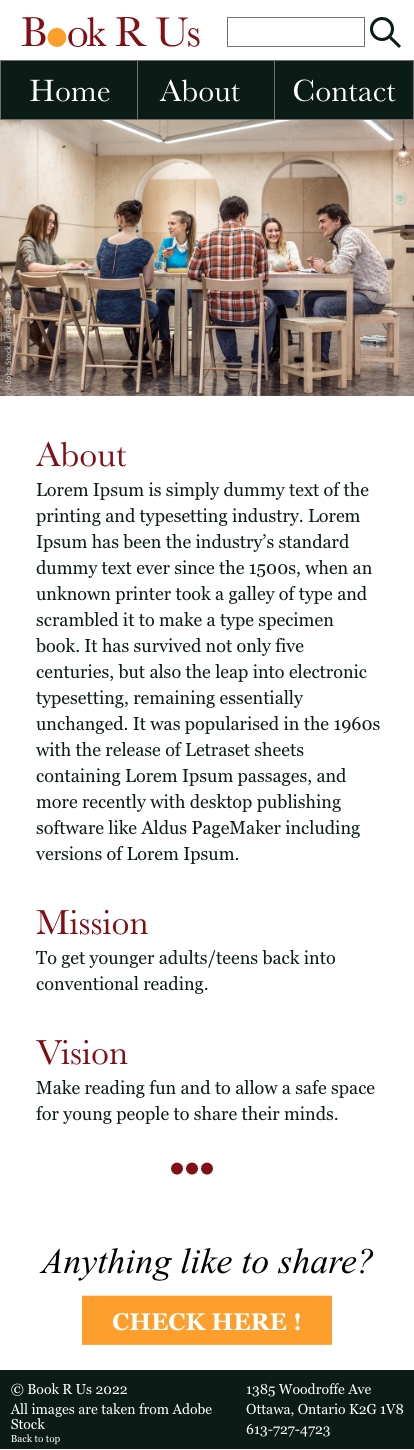 Book R Us
Home About Contact
Adobe Stock
About
Lorem Ipsum is simply dummy text of the
printing and typesetting industry. Lorem
Ipsum has been the industry’s standard
dummy text ever since the 1500s, when an
unknown printer took a galley of type and
scrambled it to make a type specimen
book. It has survived not only five
centuries, but also the leap into electronic
typesetting, remaining essentially
unchanged. It was popularised in the 1960s
with the release of Letraset sheets
containing Lorem Ipsum passages, and
more recently with desktop publishing
software like Aldus PageMaker including
versions of Lorem Ipsum.
Mission
To get younger adults/teens back into
conventional reading.
Vision
Make reading fun and to allow a safe space
for young people to share their minds.
Anything like to share?
CHECK HERE !
© Book R Us 2022
All images are taken from Adobe
Stock
Back to top
1385 Woodroffe Ave
Ottawa, Ontario K2G 1V8
613-727-4723